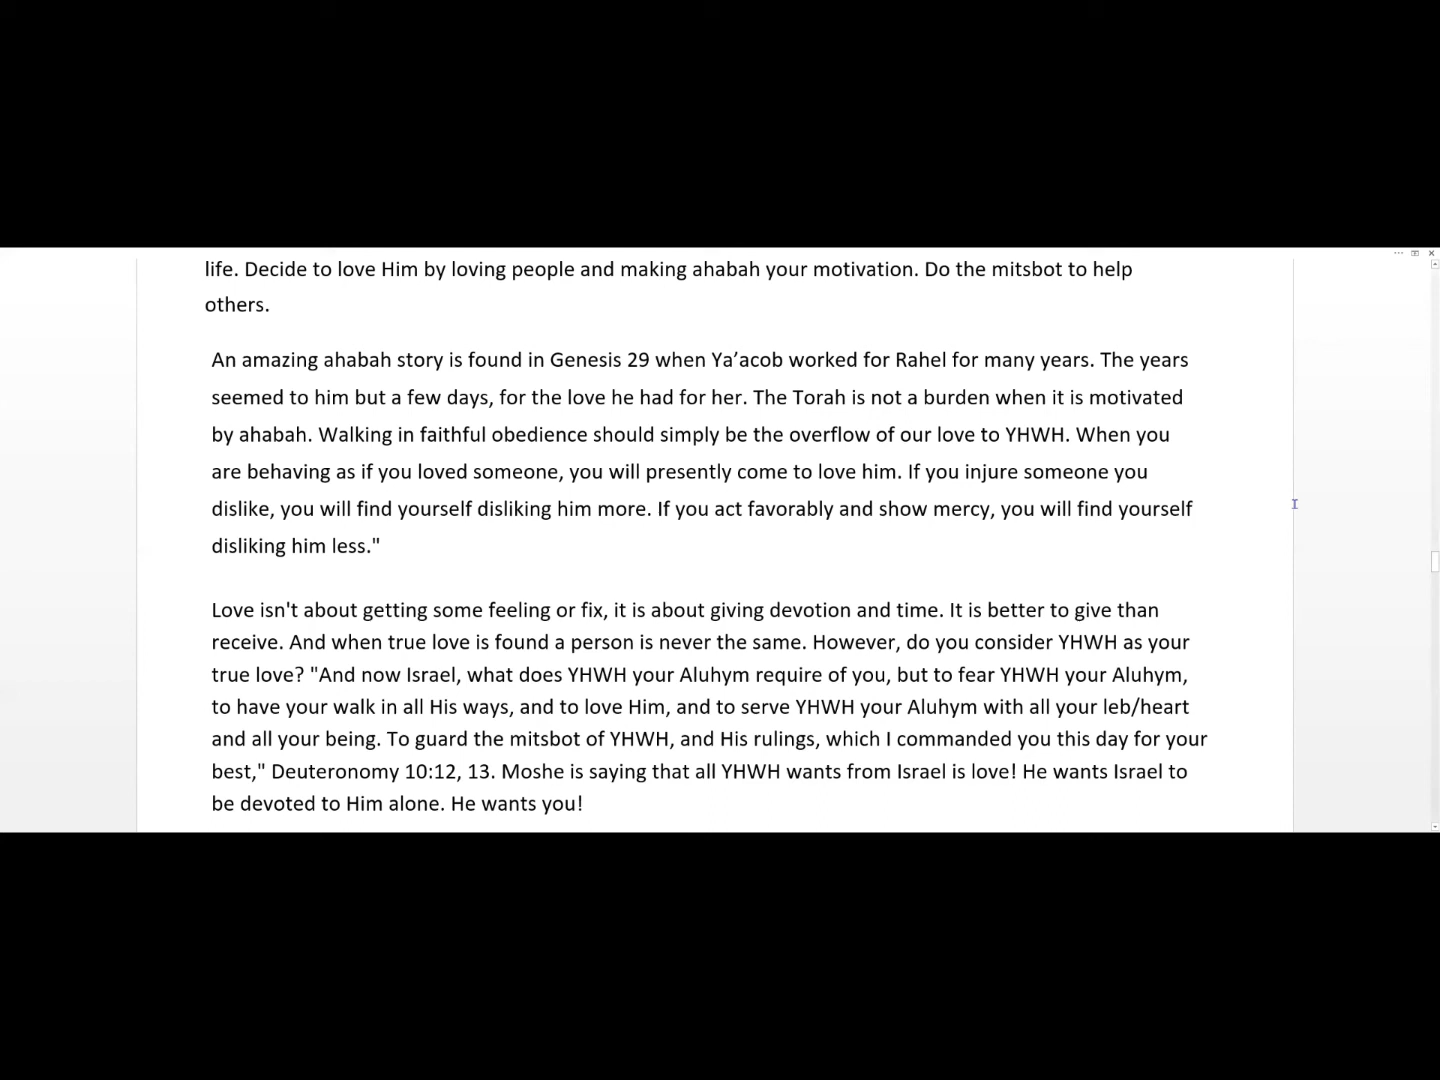 life. Decide to love Him by loving people and making ahabah your motivation. Do the mitsbot to help
others.
An amazing ahabah story is found in Genesis 29 when Ya’acob worked for Rahel for many years. The years
seemed to him but a few days, for the love he had for her. The Torah is not a burden when it is motivated
by ahabah. Walking in faithful obedience should simply be the overflow of our love to YHWH. When you
are behaving as if you loved someone, you will presently come to love him. If you injure someone you
dislike, you will find yourself disliking him more. If you act favorably and show mercy, you will find yourself
disliking him less."
Love isn't about getting some feeling or fix, it is about giving devotion and time. It is better to give than
receive. And when true love is found a person is never the same. However, do you consider YHWH as your
true love? "And now Israel, what does YHWH your Aluhym require of you, but to fear YHWH your Aluhym,
to have your walk in all His ways, and to love Him, and to serve YHWH your Aluhym with all your leb/heart
and all your being. To guard the mitsbot of YHWH, and His rulings, which I commanded you this day for your
best," Deuteronomy 10:12, 13. Moshe is saying that all YHWH wants from Israel is love! He wants Israel to
be devoted to Him alone. He wants you!